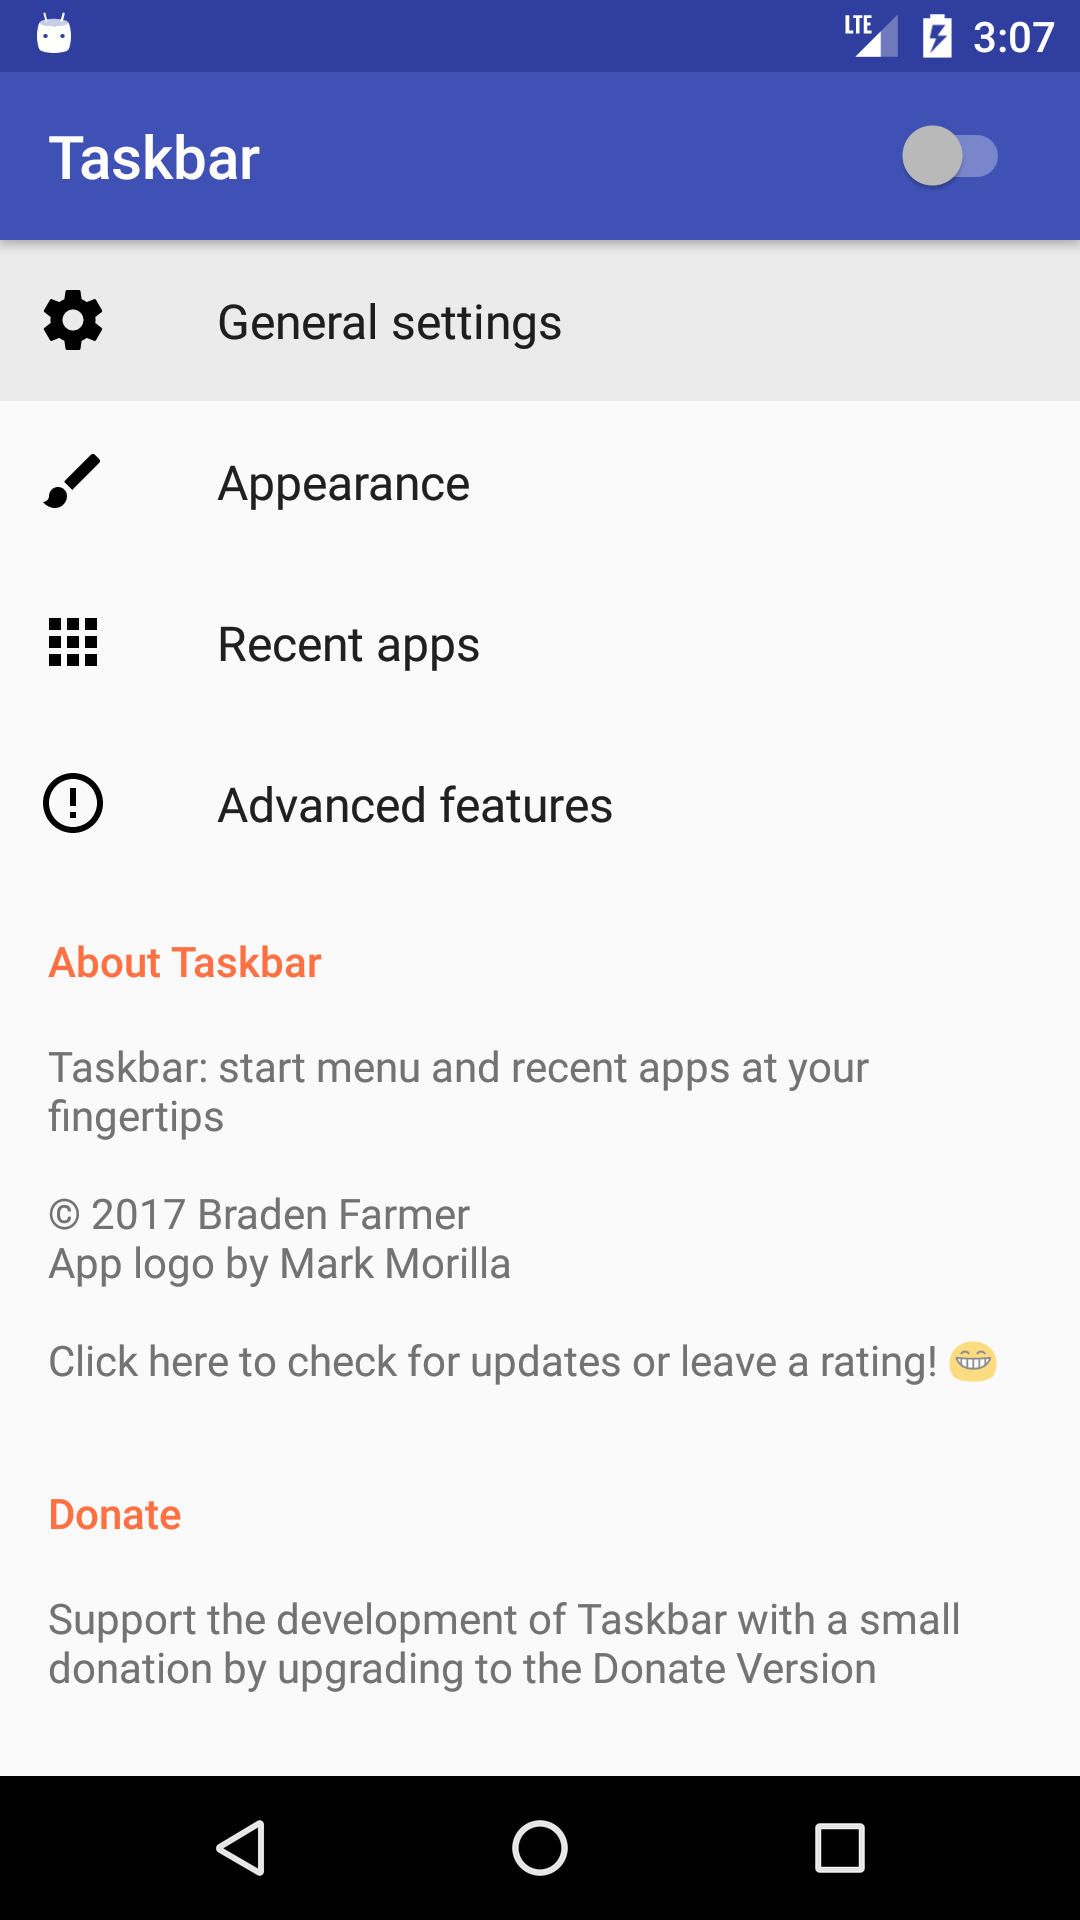 LTE 3:07
Taskbar
General settings
Appearance
Recent apps
Advanced features
About Taskbar
Taskbar: start menu and recent apps at your
fingertips
© 2017 Braden Farmer
App logo by Mark Morilla
Click here to check for updates or leave a rating! 😁
Donate
Support the development of Taskbar with a small
donation by upgrading to the Donate Version